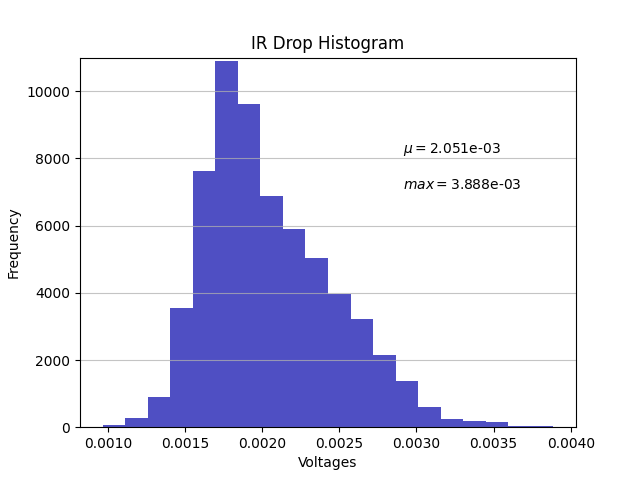 IR Drop Histogram
10000
8000
6000
4000
2000
0
Frequency
μ = 2.051e-03
max = 3.888e-03
0.0010 0.0015 0.0020 0.0025 0.0030 0.0035 0.0040
Voltages